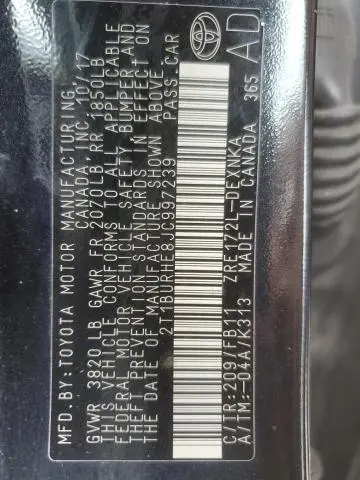 MFD. BY: TOYOTA MOTOR MANUFACTURING
CANADA, INC. 10/17
GVWR 3820 LB GAWR FR 2070 LB RR 1850LB
THIS VEHICLE CONFORMS TO ALL APPLICABLE
FEDERAL MOTOR VEHICLE SAFETY, BUMPER AND
THEFT PREVENTION STANDARDS IN EFFECT ON
THE DATE OF MANUFACTURE SHOWN ABOVE.
2T1BURHE8JC997239 PASS.CAR
C/TR:209/FB11 ZRE172L-DEXNKA
A/TM:-04A/K313 MADE IN CANADA 365
AD